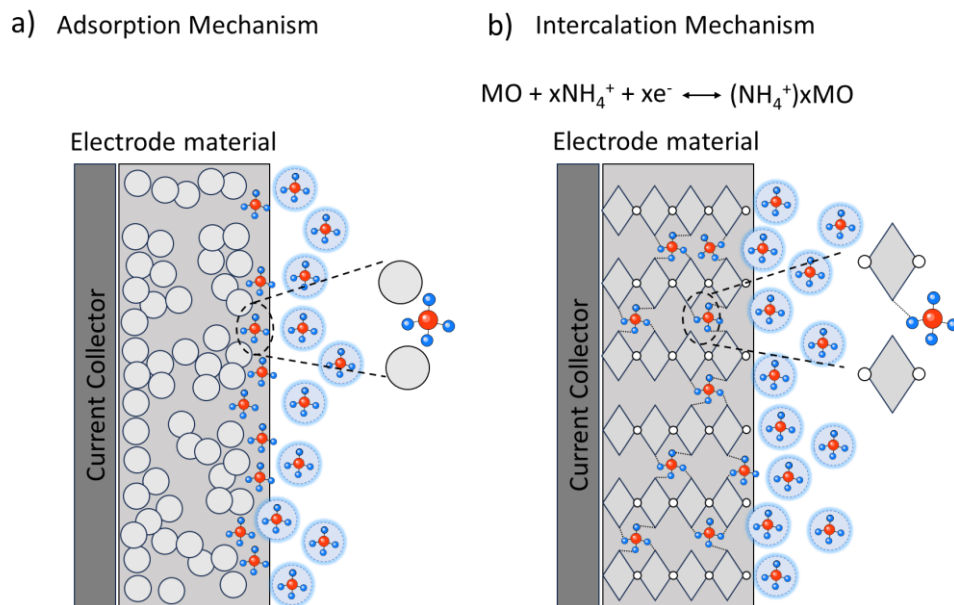 a) Adsorption Mechanism
b) Intercalation Mechanism
MO + xNH₄⁺ + xe⁻ ⟷ (NH₄⁺)xMO
Electrode material
Electrode material
Current Collector
Current Collector